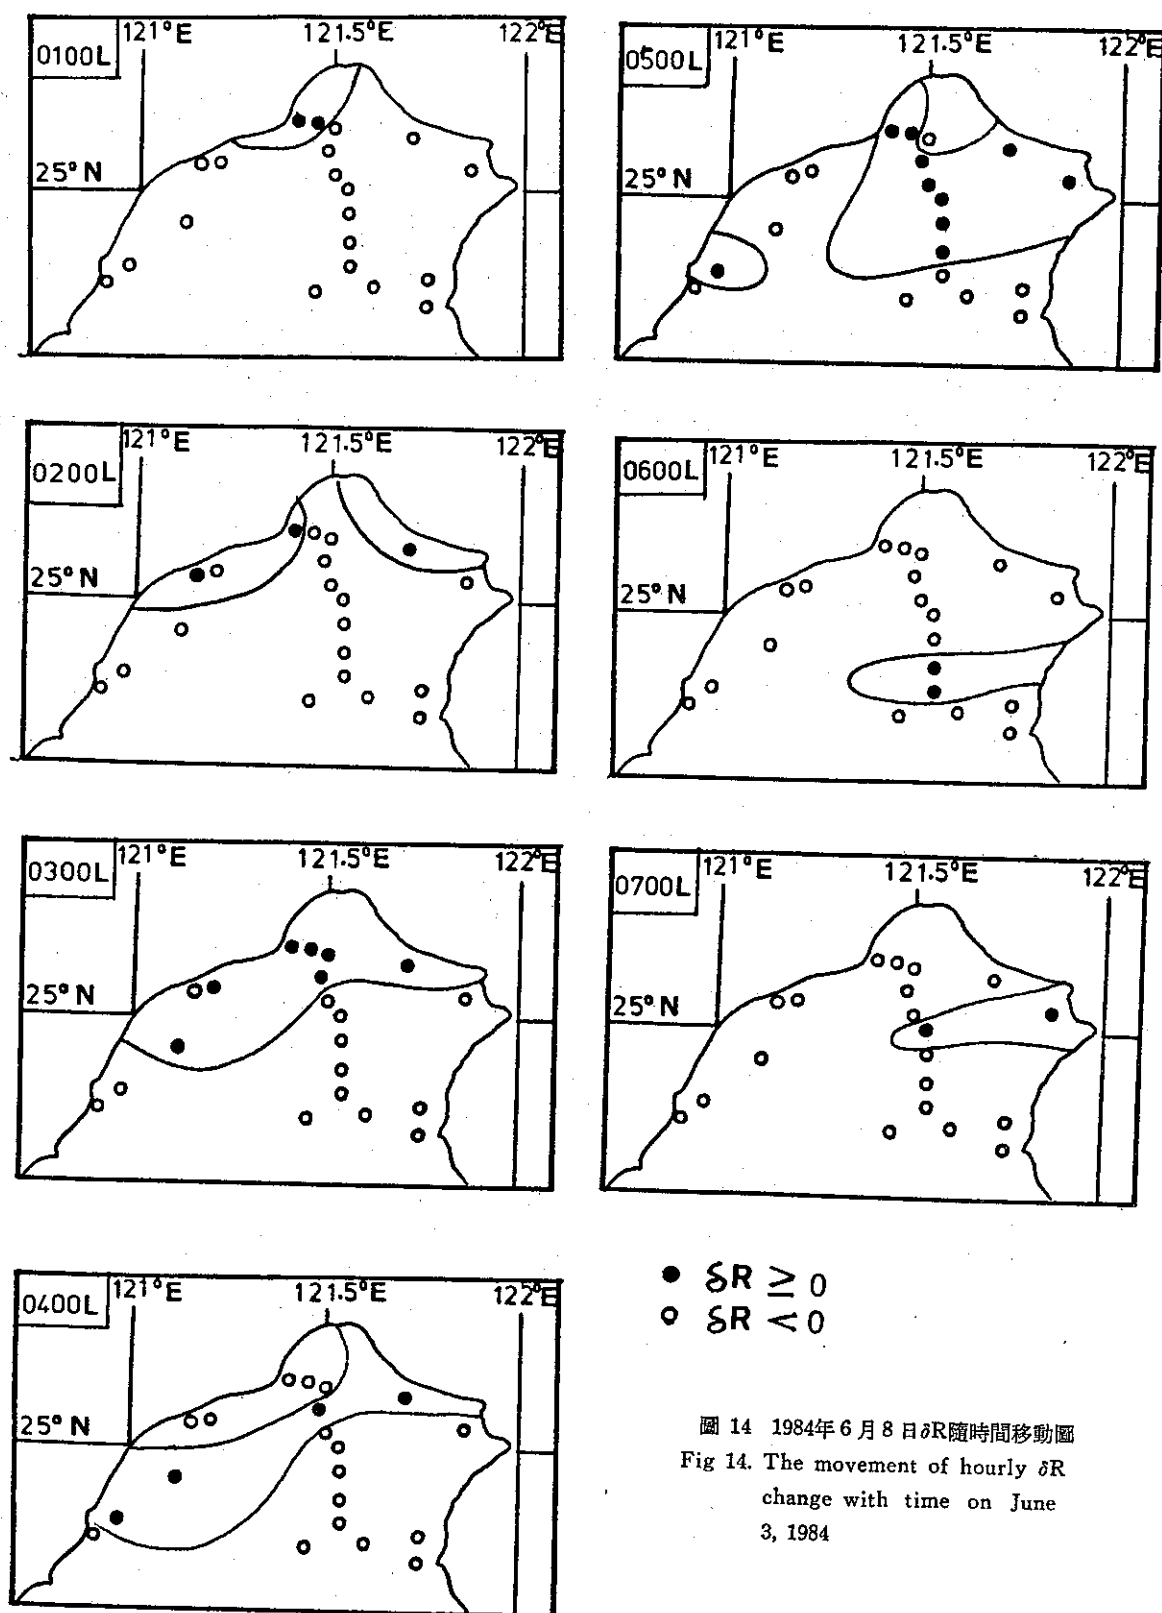 0100L
121°E
121.5°E
122°E
25°N
0500L
121°E
121.5°E
122°E
25°N
0200L
121°E
121.5°E
122°E
25°N
0600L
121°E
121.5°E
122°E
25°N
0300L
121°E
121.5°E
122°E
25°N
0700L
121°E
121.5°E
122°E
25°N
0400L
121°E
121.5°E
122°E
25°N
● δR ≥ 0
○ δR < 0
圖 14 1984年6月8日δR隨時間移動圖
Fig 14. The movement of hourly δR
change with time on June
3, 1984